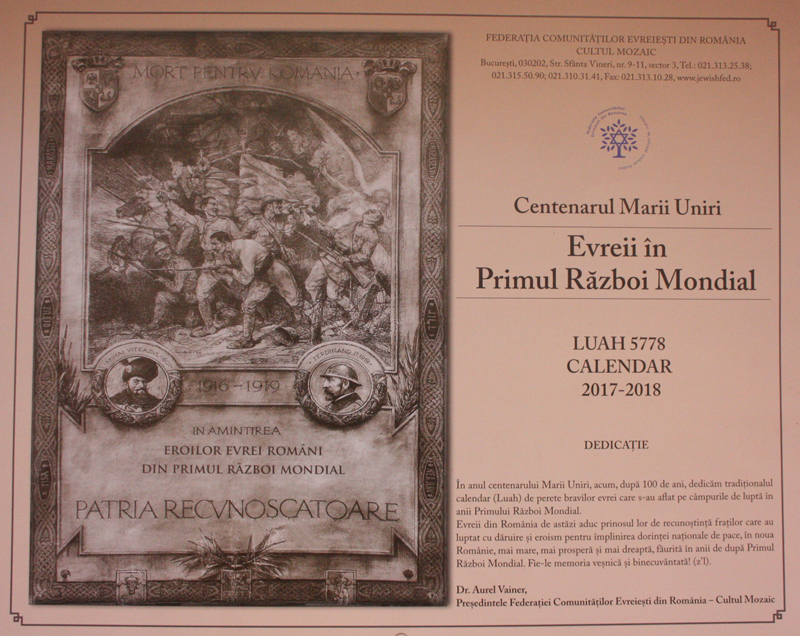 MORT PENTRU ROMANIA
MIHAI VITEAZUL
FERDINAND I
1916 – 1919
IN AMINTIREA
EROILOR EVREI ROMÂNI
DIN PRIMUL RĂZBOI MONDIAL
PATRIA RECVNOSCATOARE
FEDERAȚIA COMUNITĂȚILOR EVREIEȘTI DIN ROMÂNIA
CULTUL MOZAIC
București, 030202, Str. Sfânta Vineri, nr. 9-11, sector 3, Tel.: 021.313.25.38;
021.315.50.90; 021.310.31.41, Fax: 021.313.10.28, www.jewishfed.ro
Centenarul Marii Uniri
Evreii în
Primul Război Mondial
LUAH 5778
CALENDAR
2017-2018
DEDICAȚIE
În anul centenarului Marii Uniri, acum, după 100 de ani, dedicăm tradiționalul
calendar (Luah) de perete bravilor evrei care s-au aflat pe câmpurile de luptă în
anii Primului Război Mondial.
Evreii din România de astăzi aduc prinosul lor de recunoștință fraților care au
luptat cu dăruire și eroism pentru împlinirea dorinței naționale de pace, în noua
Românie, mai mare, mai prosperă și mai dreaptă, făurită în anii de după Primul
Război Mondial. Fie-le memoria veșnică și binecuvântată! (z'l).
Dr. Aurel Vainer,
Președintele Federației Comunităților Evreiești din România – Cultul Mozaic